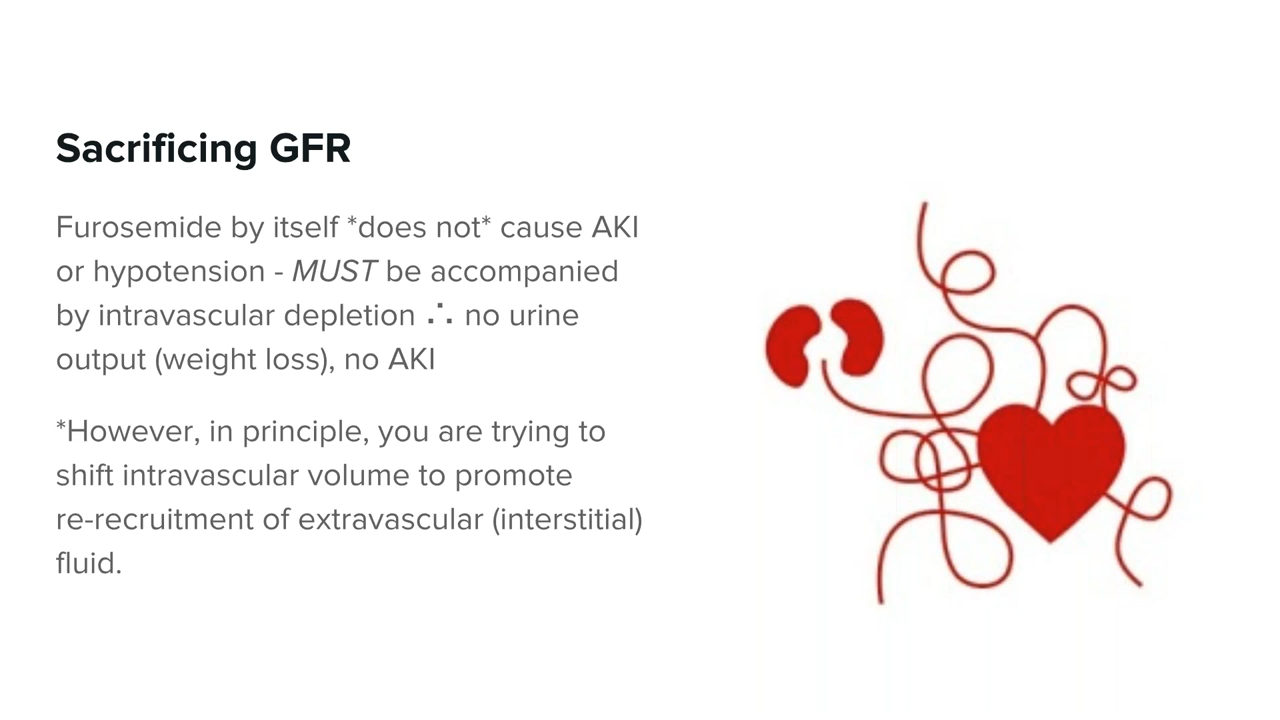 Sacrificing GFR
Furosemide by itself *does not* cause AKI
or hypotension - MUST be accompanied
by intravascular depletion ∴ no urine
output (weight loss), no AKI
*However, in principle, you are trying to
shift intravascular volume to promote
re-recruitment of extravascular (interstitial)
fluid.